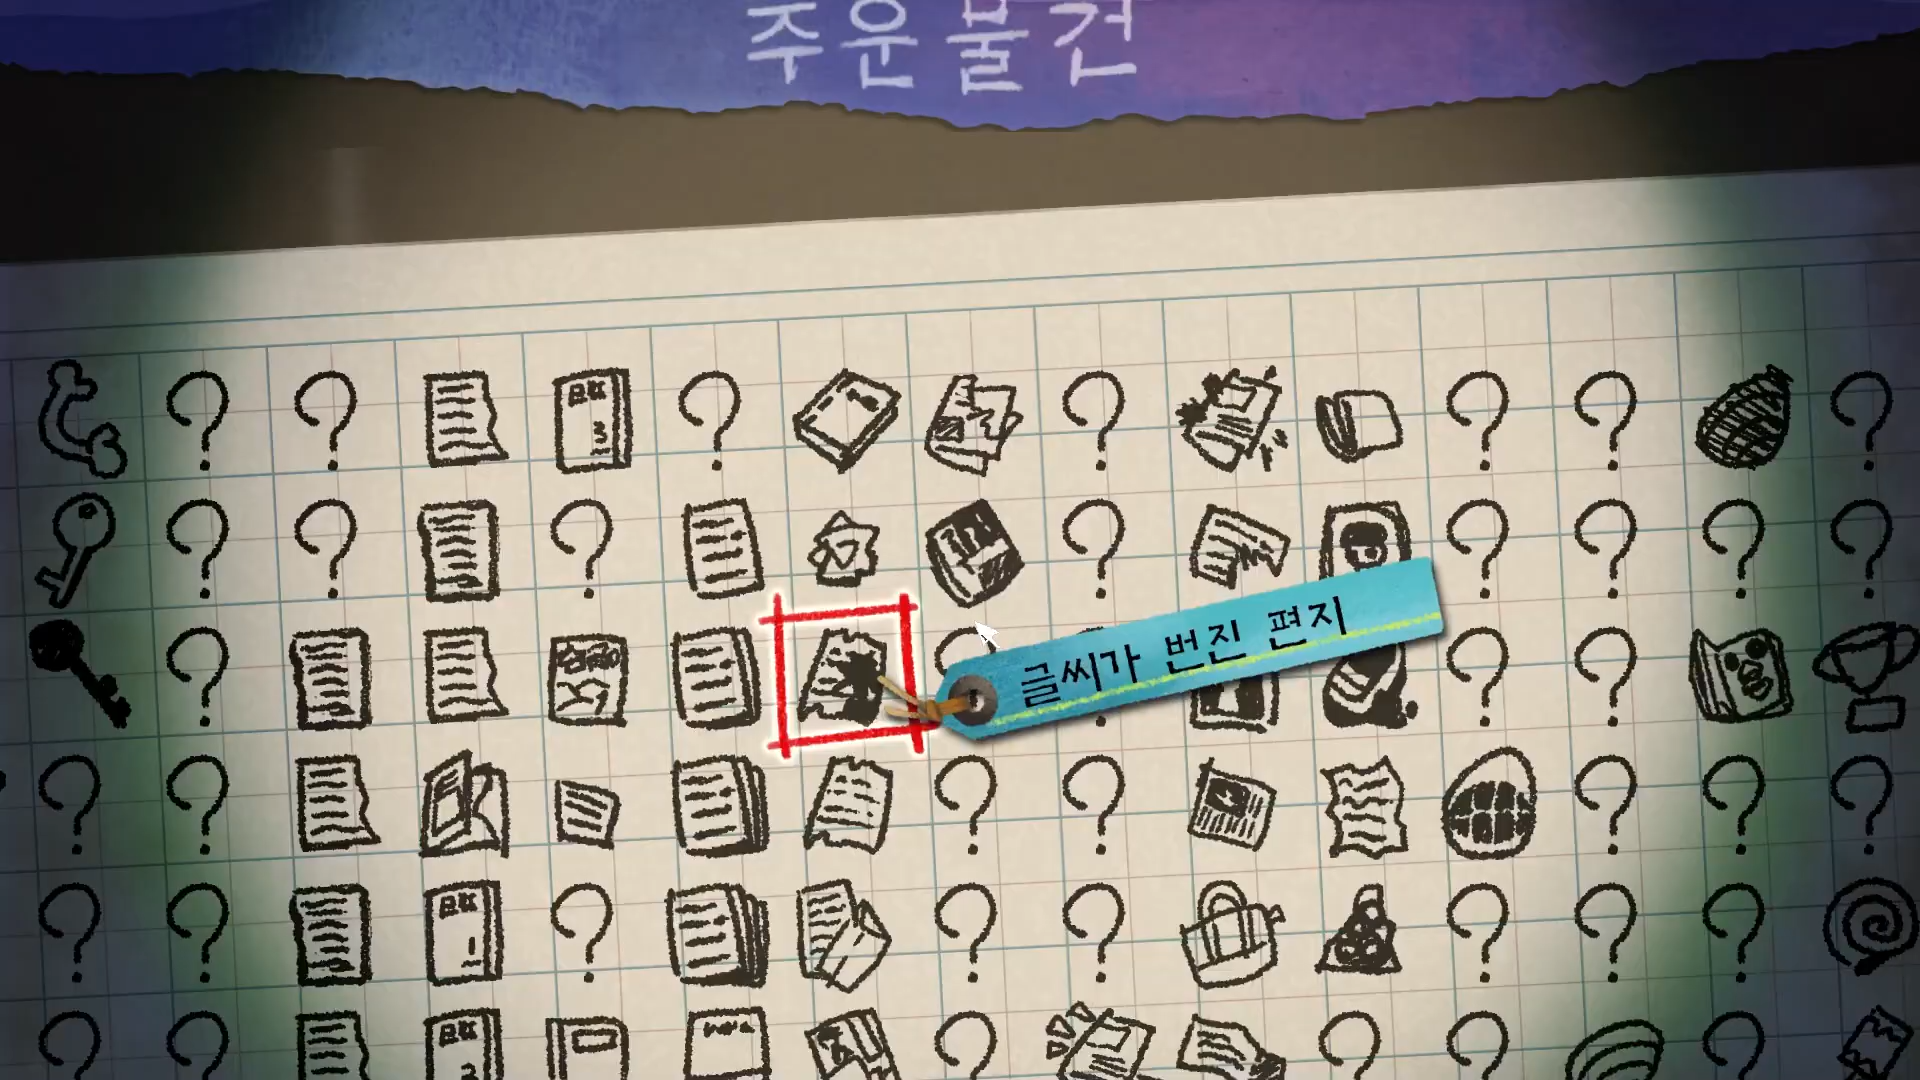 주운 물건
글씨가 번진 편지